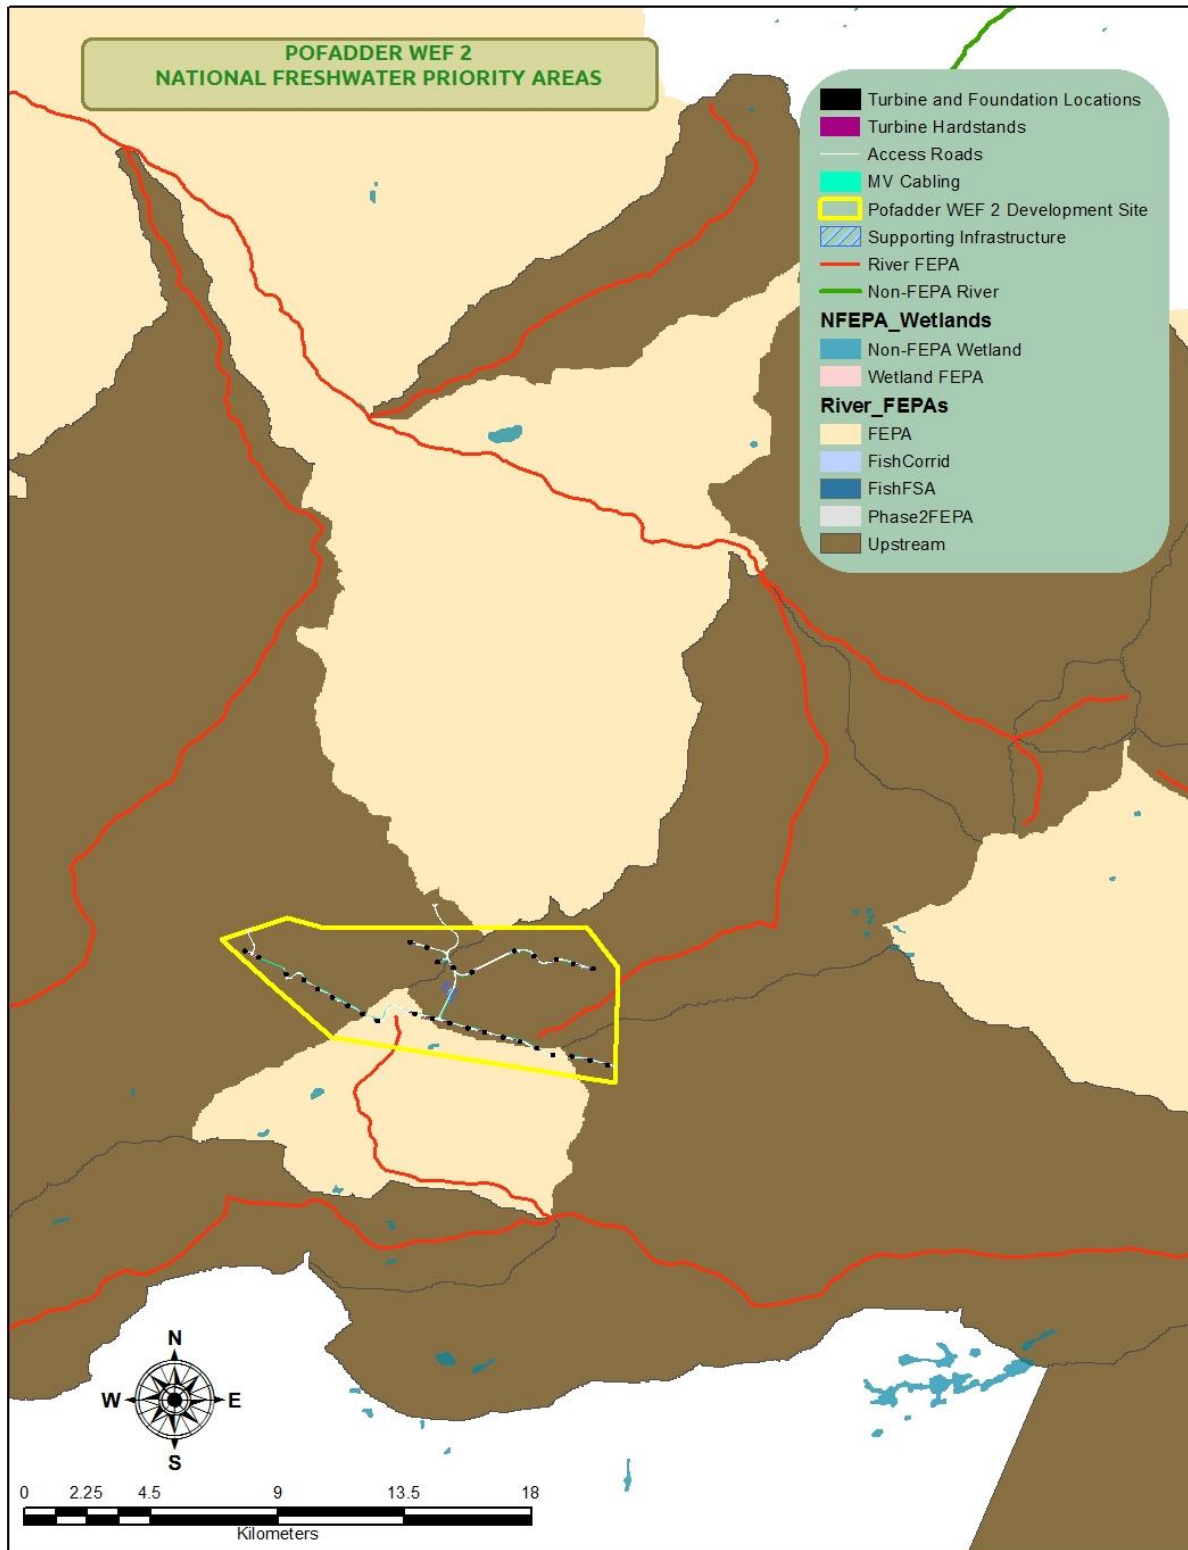 POFADDER WEF 2
NATIONAL FRESHWATER PRIORITY AREAS
Turbine and Foundation Locations
Turbine Hardstands
Access Roads
MV Cabling
Pofadder WEF 2 Development Site
Supporting Infrastructure
River FEPA
Non-FEPA River
NFEPA_Wetlands
Non-FEPA Wetland
Wetland FEPA
River_FEPAs
FEPA
FishCorrid
FishFSA
Phase2FEPA
Upstream
N
W E
S
0 2.25 4.5 9 13.5 18
Kilometers